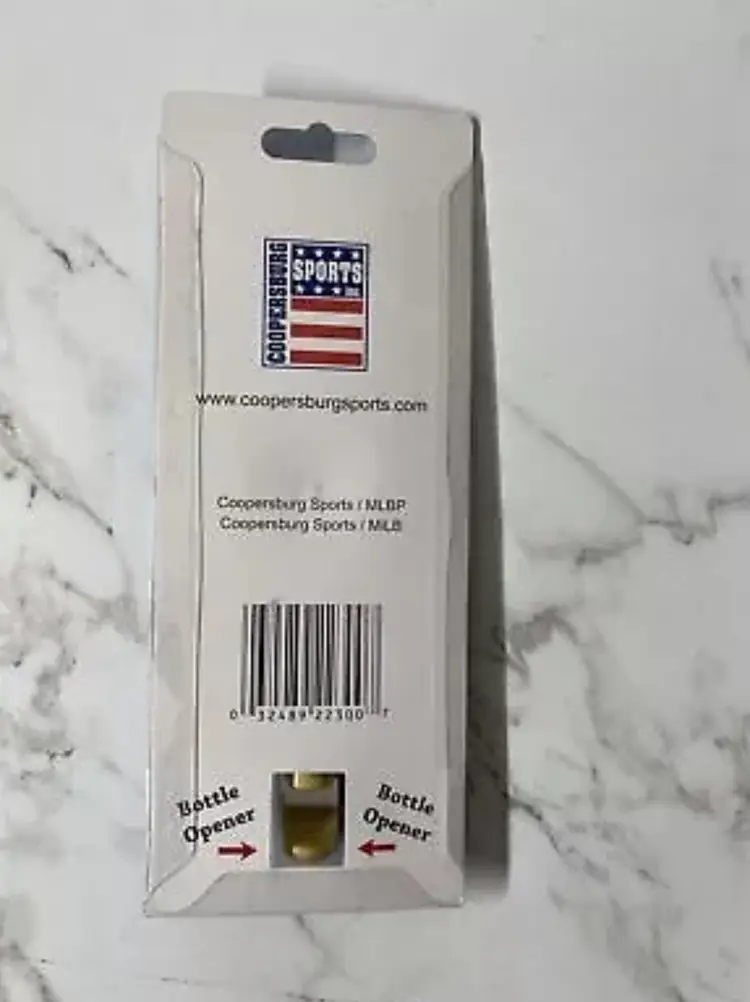 COOPERSBURG
SPORTS
INC.
www.coopersburgsports.com
Coopersburg Sports / MLBP
Coopersburg Sports / MiLB
0 32489 22300 7
Bottle
Opener
Bottle
Opener